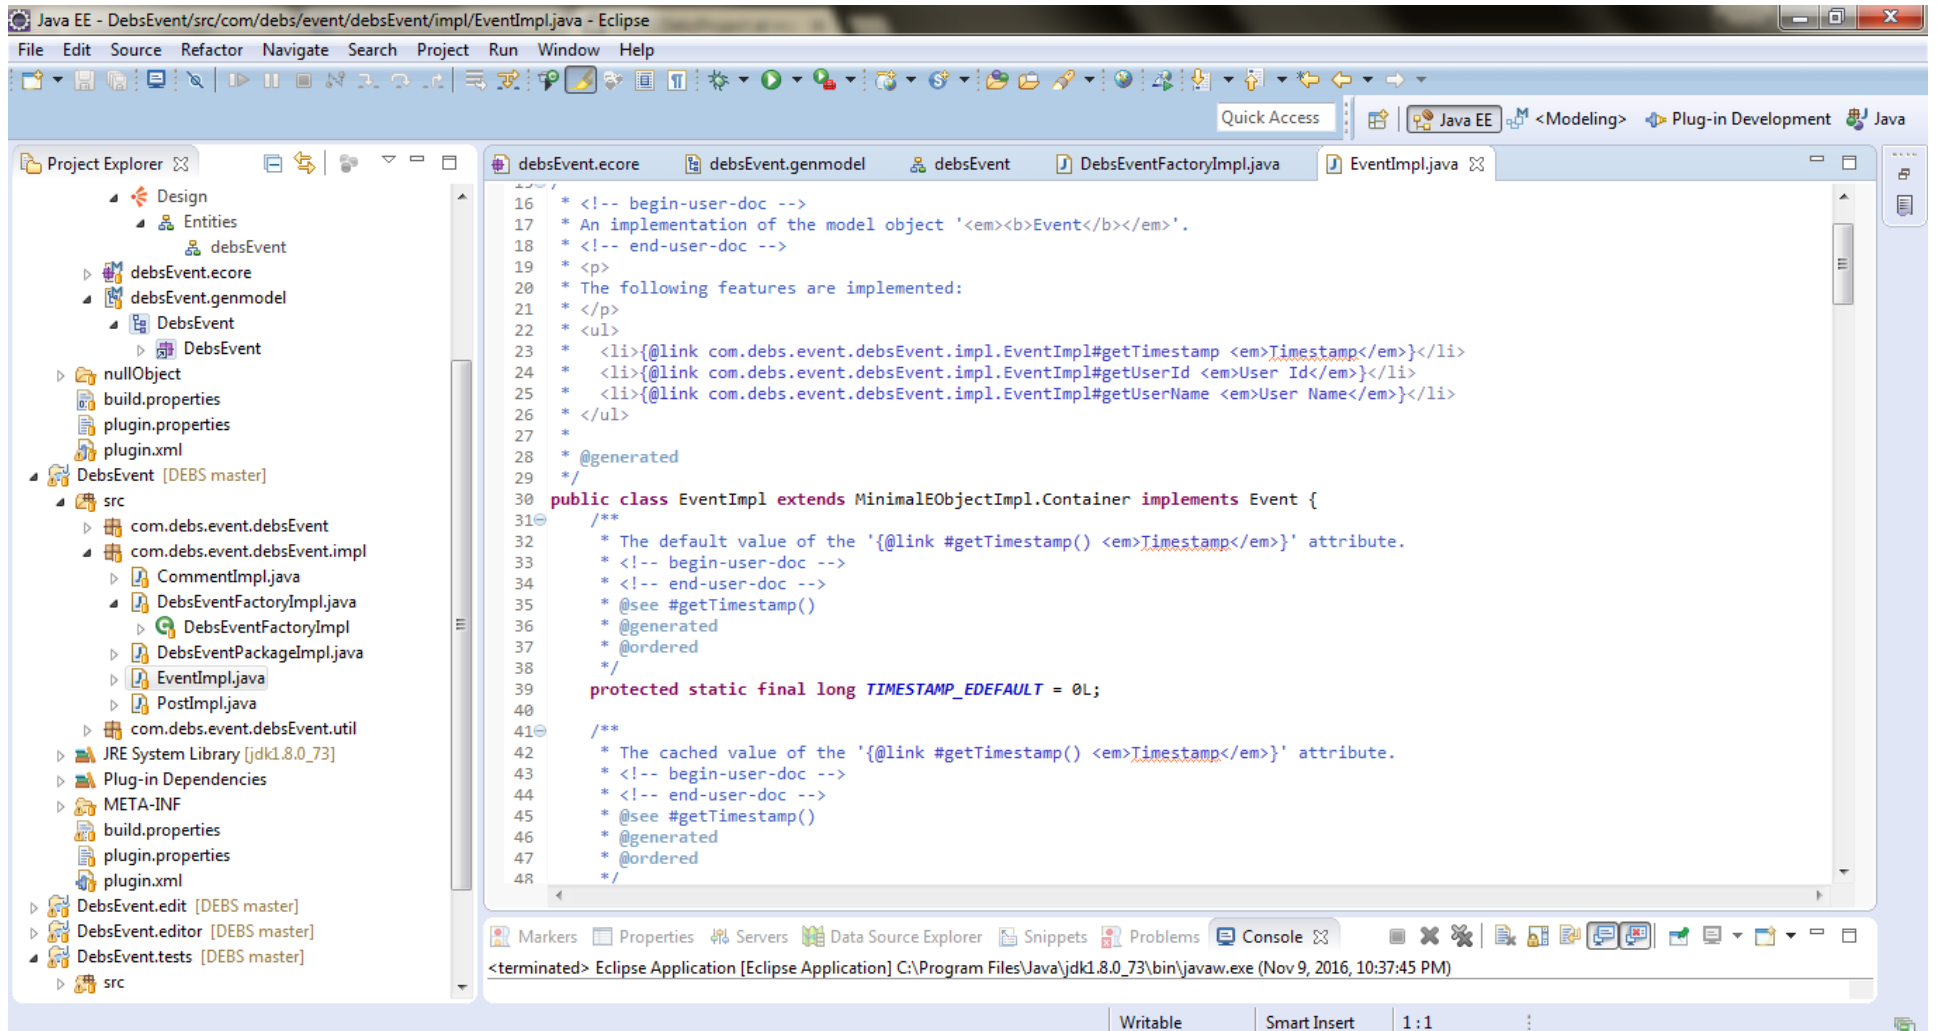 Java EE - DebsEvent/src/com/debs/event/debsEvent/impl/EventImpl.java - Eclipse
File Edit Source Refactor Navigate Search Project Run Window Help
Quick Access
Java EE
<Modeling>
Plug-in Development
Java
Project Explorer
Design
Entities
debsEvent
debsEvent.ecore
debsEvent.genmodel
DebsEvent
DebsEvent
nullObject
build.properties
plugin.properties
plugin.xml
DebsEvent [DEBS master]
src
com.debs.event.debsEvent
com.debs.event.debsEvent.impl
CommentImpl.java
DebsEventFactoryImpl.java
DebsEventFactoryImpl
DebsEventPackageImpl.java
EventImpl.java
PostImpl.java
com.debs.event.debsEvent.util
JRE System Library [jdk1.8.0_73]
Plug-in Dependencies
META-INF
build.properties
plugin.properties
plugin.xml
DebsEvent.edit [DEBS master]
DebsEvent.editor [DEBS master]
DebsEvent.tests [DEBS master]
src
debsEvent.ecore debsEvent.genmodel debsEvent DebsEventFactoryImpl.java EventImpl.java
16 * <!-- begin-user-doc -->
17 * An implementation of the model object '<em><b>Event</b></em>'.
18 * <!-- end-user-doc -->
19 * <p>
20 * The following features are implemented:
21 * </p>
22 * <ul>
23 *   <li>{@link com.debs.event.debsEvent.impl.EventImpl#getTimestamp <em>Timestamp</em>}</li>
24 *   <li>{@link com.debs.event.debsEvent.impl.EventImpl#getUserId <em>User Id</em>}</li>
25 *   <li>{@link com.debs.event.debsEvent.impl.EventImpl#getUserName <em>User Name</em>}</li>
26 * </ul>
27 *
28 * @generated
29 */
30 public class EventImpl extends MinimalEObjectImpl.Container implements Event {
31 /**
32 * The default value of the '{@link #getTimestamp() <em>Timestamp</em>}' attribute.
33 * <!-- begin-user-doc -->
34 * <!-- end-user-doc -->
35 * @see #getTimestamp()
36 * @generated
37 * @ordered
38 */
39 protected static final long TIMESTAMP_EDEFAULT = 0L;
40
41 /**
42 * The cached value of the '{@link #getTimestamp() <em>Timestamp</em>}' attribute.
43 * <!-- begin-user-doc -->
44 * <!-- end-user-doc -->
45 * @see #getTimestamp()
46 * @generated
47 * @ordered
48 */
Markers Properties Servers Data Source Explorer Snippets Problems Console
<terminated> Eclipse Application [Eclipse Application] C:\Program Files\Java\jdk1.8.0_73\bin\javaw.exe (Nov 9, 2016, 10:37:45 PM)
Writable Smart Insert 1 : 1